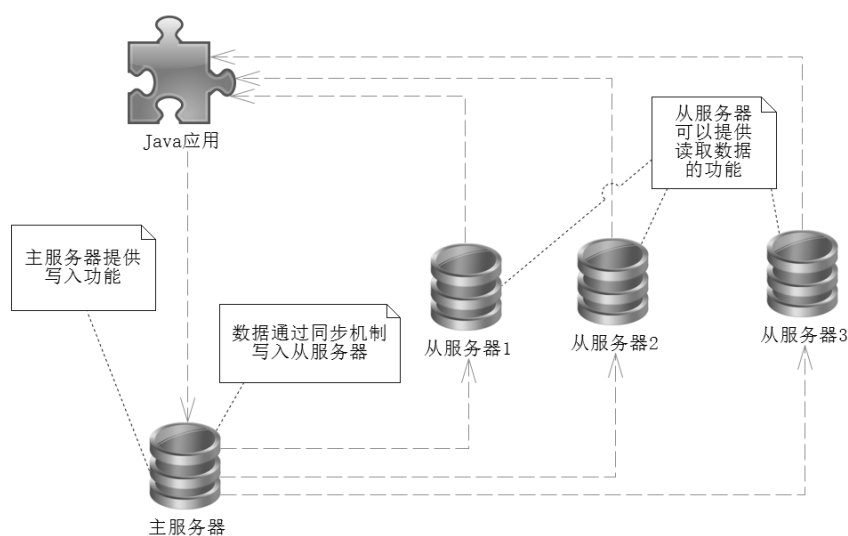 Java应用
从服务器
可以提供
读取数据
的功能
主服务器提供
写入功能
数据通过同步机制
写入从服务器
从服务器1
从服务器2
从服务器3
主服务器